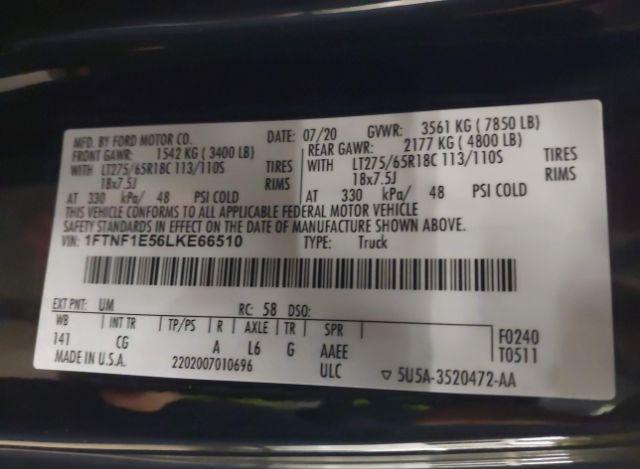 MFD. BY FORD MOTOR CO. DATE: 07/20 GVWR: 3561 KG ( 7850 LB)
FRONT GAWR: 1542 KG ( 3400 LB) REAR GAWR: 2177 KG ( 4800 LB)
WITH LT275/65R18C 113/110S TIRES WITH LT275/65R18C 113/110S TIRES
18x7.5J RIMS 18x7.5J RIMS
AT 330 kPa/ 48 PSI COLD AT 330 kPa/ 48 PSI COLD
THIS VEHICLE CONFORMS TO ALL APPLICABLE FEDERAL MOTOR VEHICLE
SAFETY STANDARDS IN EFFECT ON THE DATE OF MANUFACTURE SHOWN ABOVE.
VIN: 1FTNF1E56LKE66510 TYPE: Truck
EXT PNT: UM RC: 58 DSO:
WB INT TR TP/PS R AXLE TR SPR F0240
141 CG A L6 G AAEE T0511
MADE IN U.S.A. 2202007010696 ULC ▽ 5U5A-3520472-AA